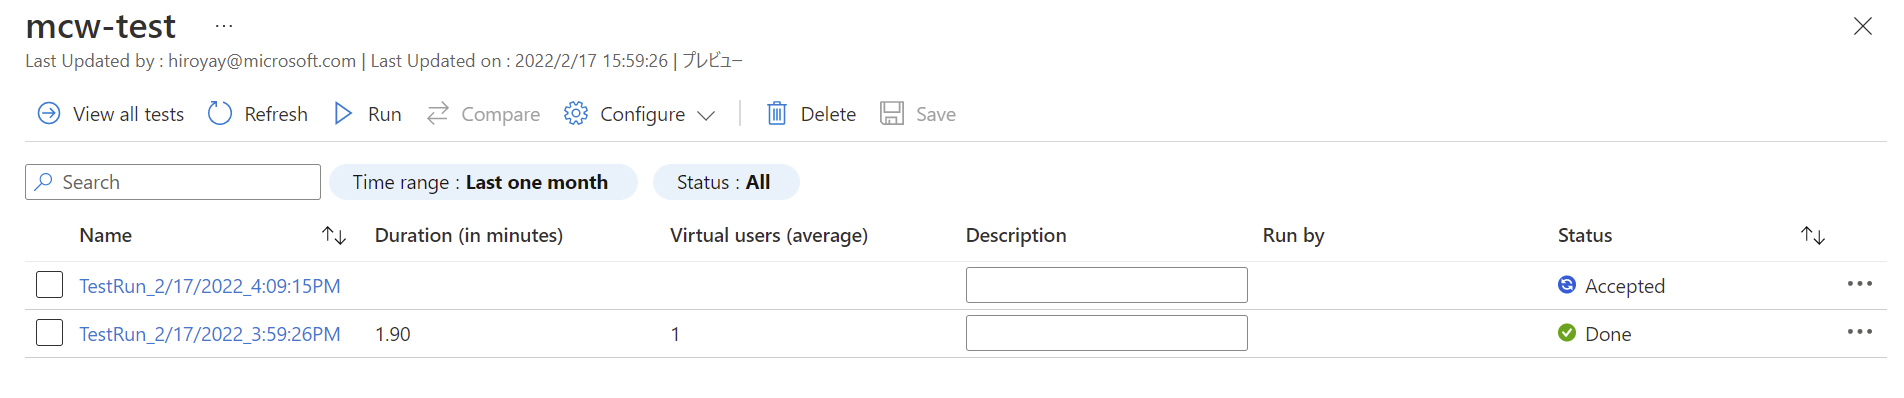 mcw-test ...
Last Updated by : hiroyay@microsoft.com | Last Updated on : 2022/2/17 15:59:26 | プレビュー
View all tests Refresh Run Compare Configure Delete Save
Search Time range : Last one month Status : All
Name Duration (in minutes) Virtual users (average) Description Run by Status
TestRun_2/17/2022_4:09:15PM Accepted ...
TestRun_2/17/2022_3:59:26PM 1.90 1 Done ...